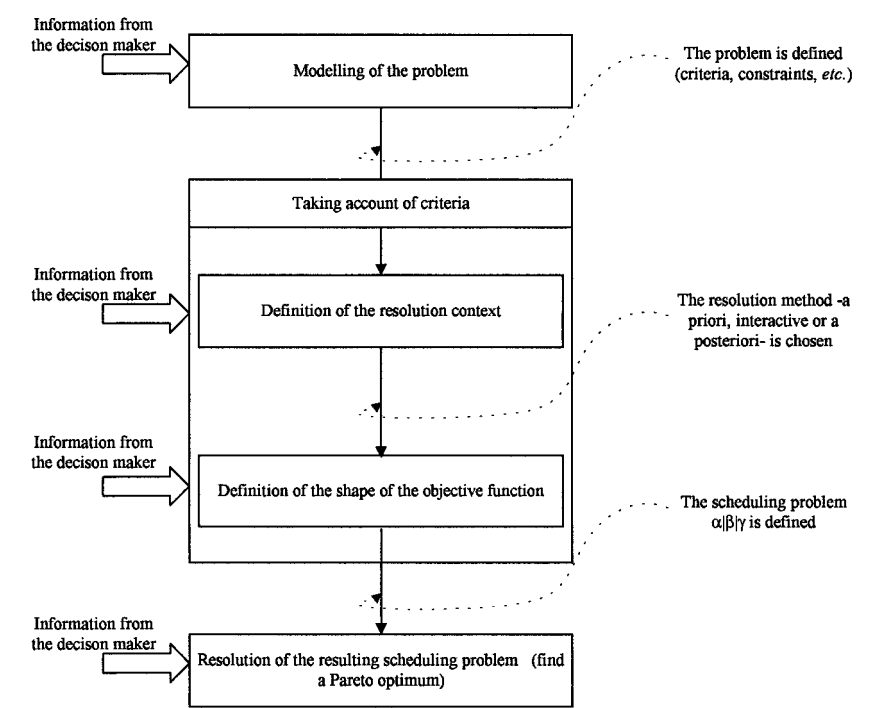 Information from
the decison maker
Modelling of the problem
The problem is defined
(criteria, constraints, etc.)
Taking account of criteria
Information from
the decison maker
Definition of the resolution context
The resolution method -a
priori, interactive or a
posteriori- is chosen
Information from
the decison maker
Definition of the shape of the objective function
The scheduling problem
α|β|γ is defined
Information from
the decison maker
Resolution of the resulting scheduling problem (find
a Pareto optimum)